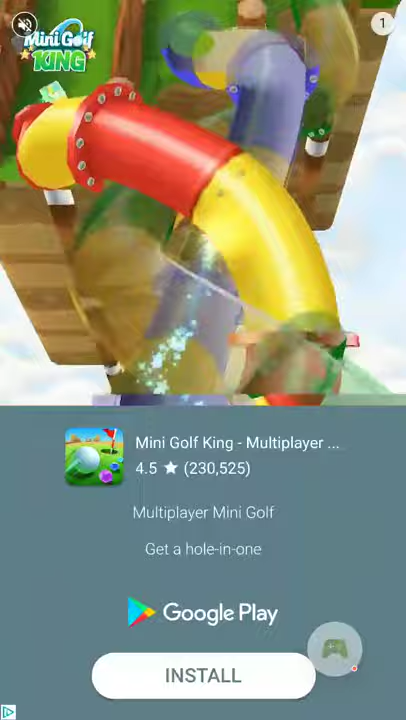 Mini Golf
KING
1
Mini Golf King - Multiplayer ...
4.5 ★ (230,525)
Multiplayer Mini Golf
Get a hole-in-one
Google Play
INSTALL